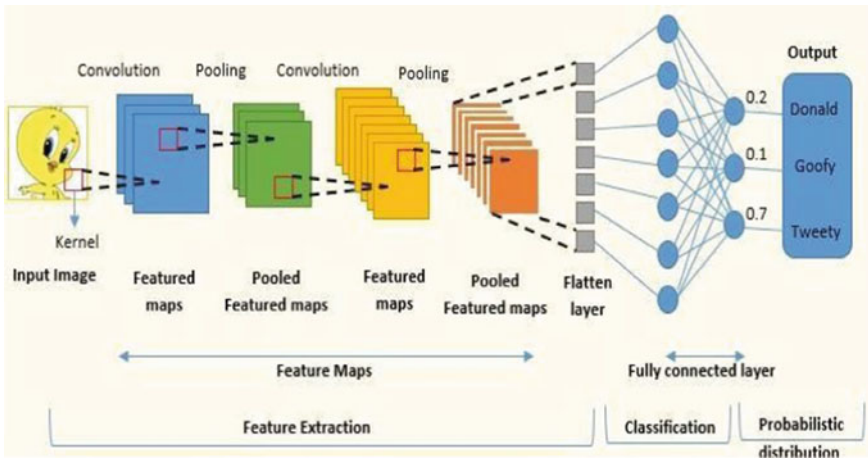 Convolution
Pooling
Convolution
Pooling
Output
0.2
Donald
0.1
Goofy
0.7
Tweety
Kernel
Input Image
Featured
maps
Pooled
Featured maps
Featured
maps
Pooled
Featured maps
Flatten
layer
Feature Maps
Fully connected layer
Feature Extraction
Classification
Probabilistic
distribution